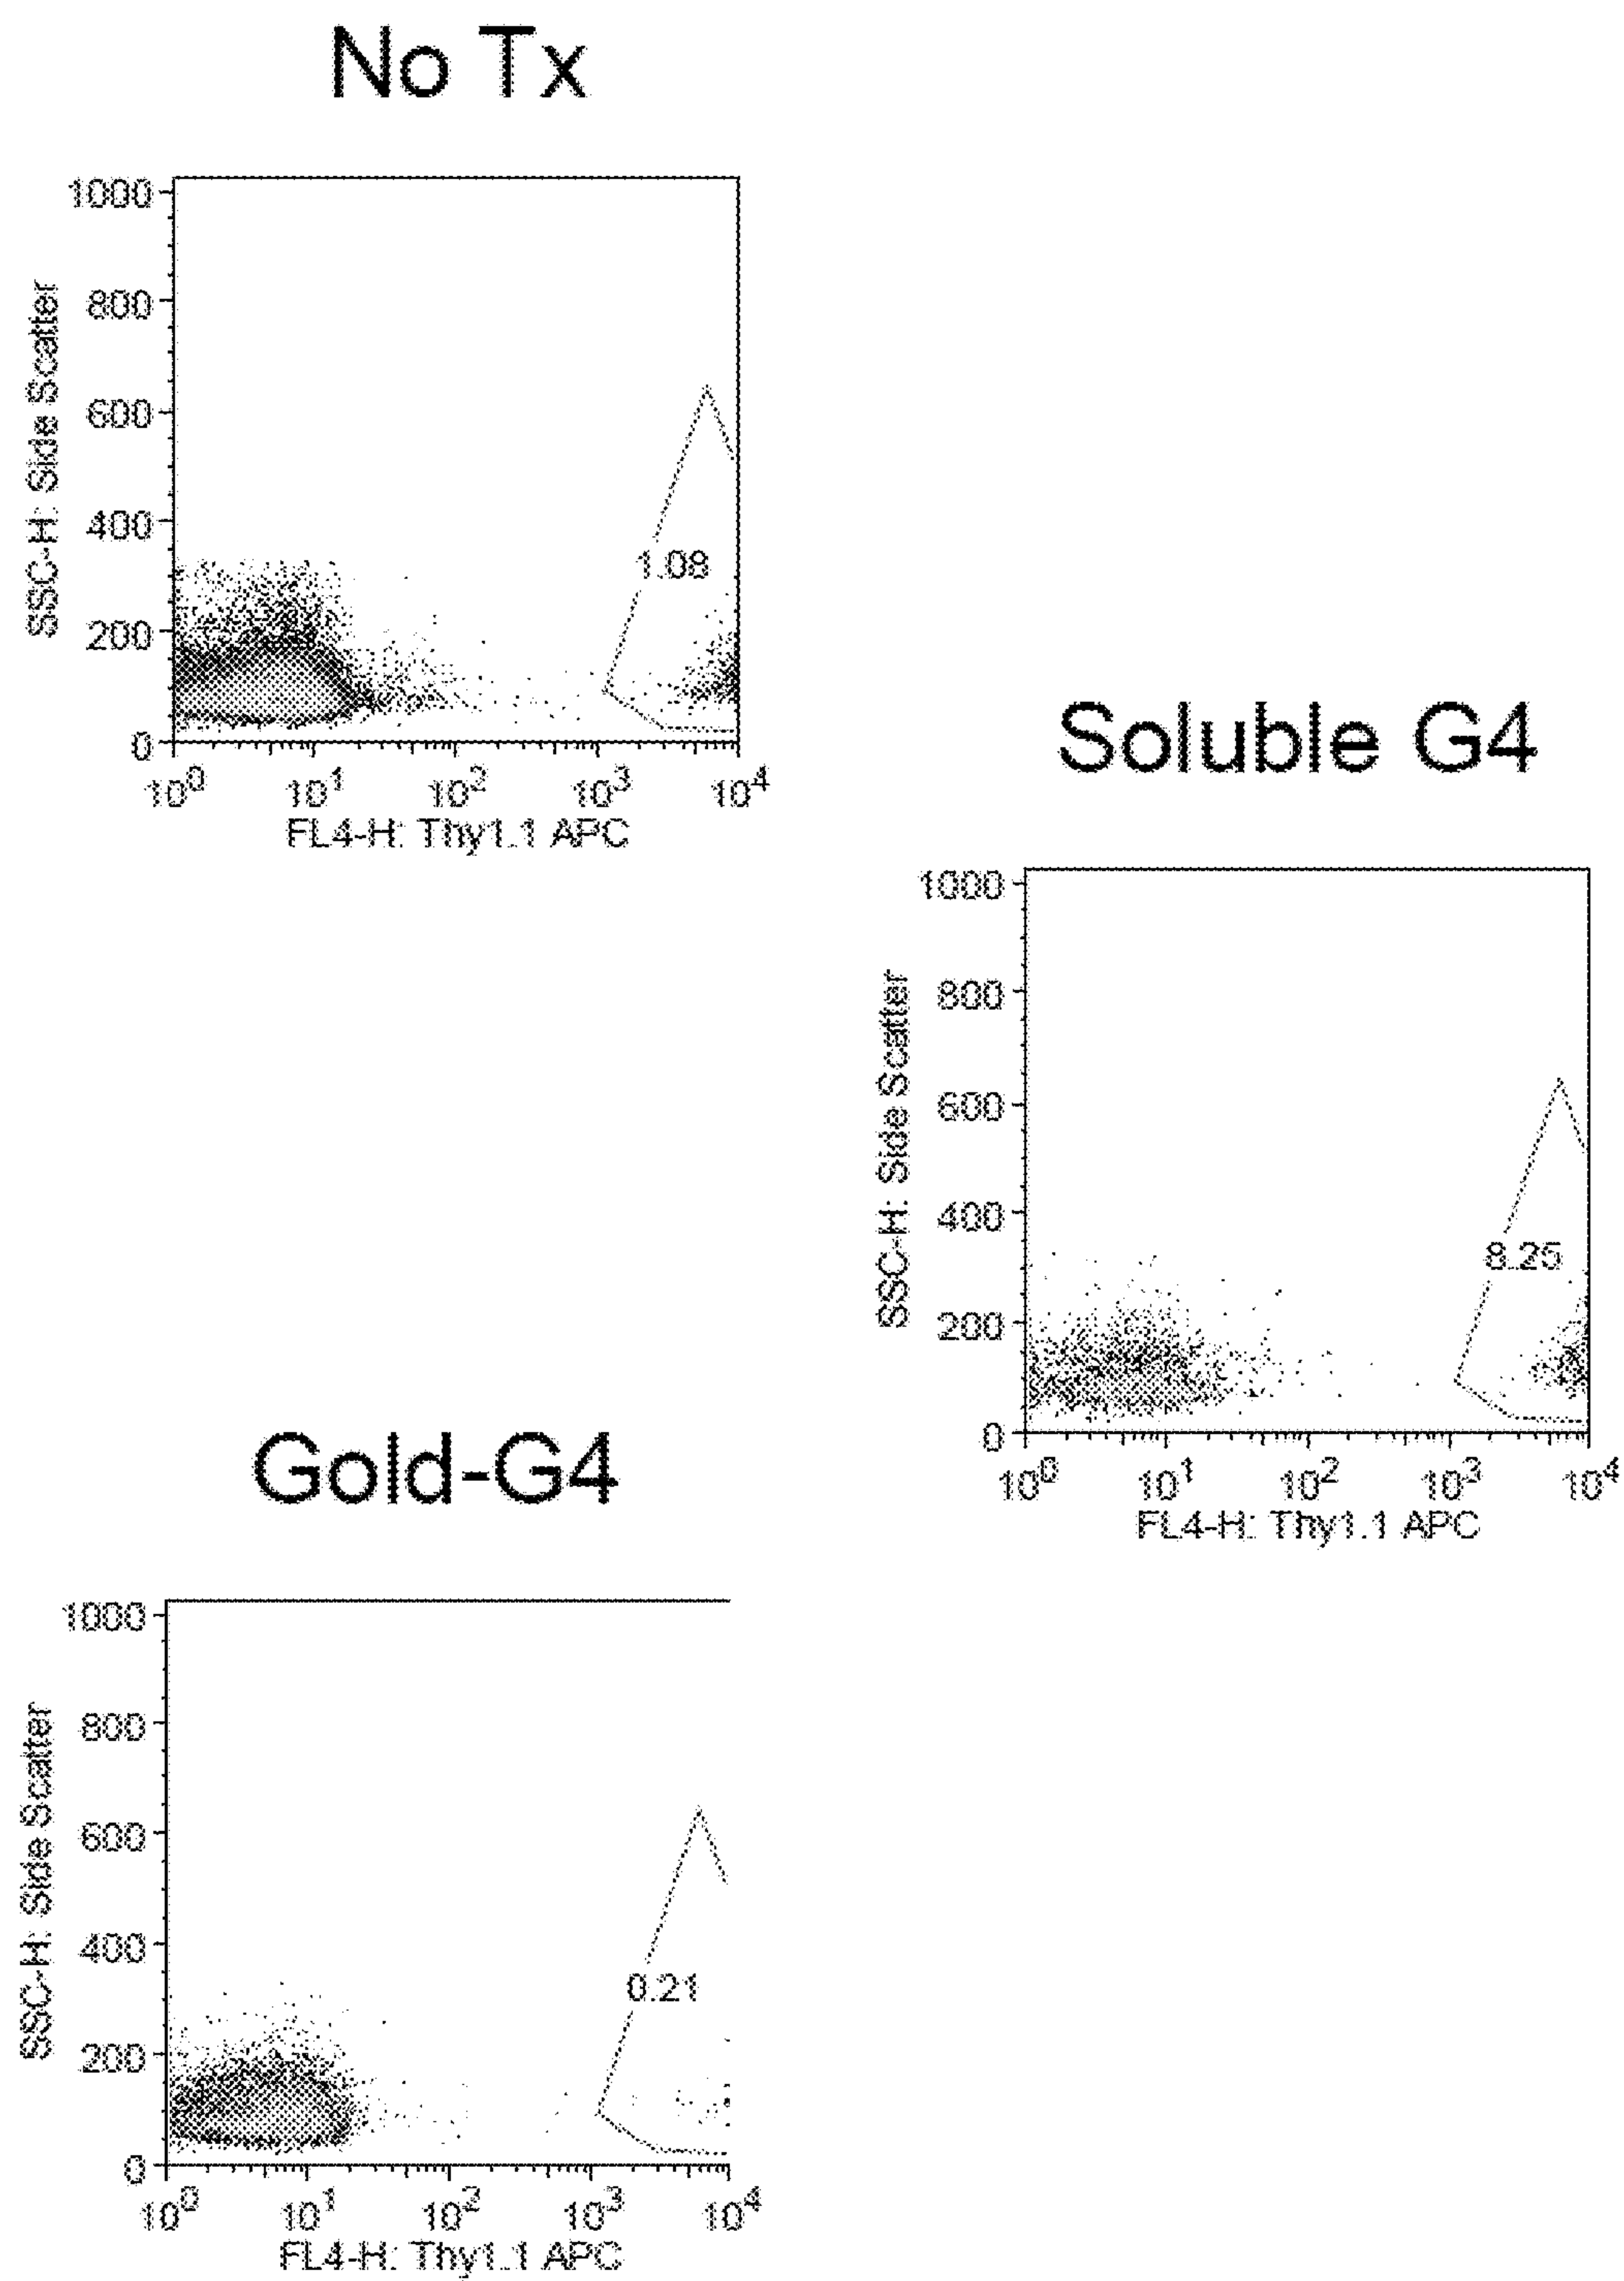 No Tx
1000
800
600
400
200
0
SSC-H: Side Scatter
1.08
10^0 10^1 10^2 10^3 10^4
FL4-H: Thy1.1 APC
Soluble G4
1000
800
600
400
200
0
SSC-H: Side Scatter
8.25
10^0 10^1 10^2 10^3 10^4
FL4-H: Thy1.1 APC
Gold-G4
1000
800
600
400
200
0
SSC-H: Side Scatter
0.21
10^0 10^1 10^2 10^3 10^4
FL4-H: Thy1.1 APC